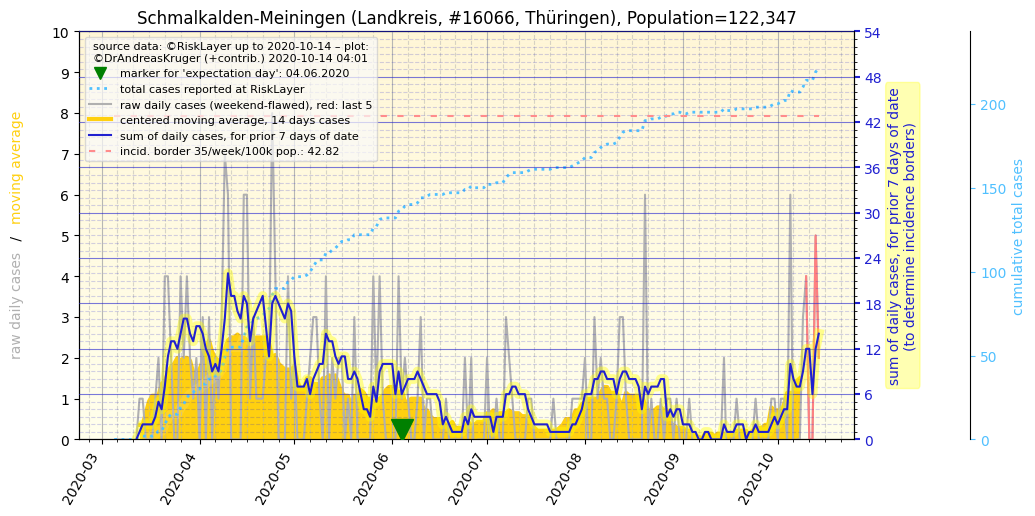 Schmalkalden-Meiningen (Landkreis, #16066, Thüringen), Population=122,347
source data: ©RiskLayer up to 2020-10-14 – plot:
©DrAndreasKruger (+contrib.) 2020-10-14 04:01
marker for 'expectation day': 04.06.2020
total cases reported at RiskLayer
raw daily cases (weekend-flawed), red: last 5
centered moving average, 14 days cases
sum of daily cases, for prior 7 days of date
incid. border 35/week/100k pop.: 42.82
raw daily cases / moving average
10
9
8
7
6
5
4
3
2
1
0
2020-03
2020-04
2020-05
2020-06
2020-07
2020-08
2020-09
2020-10
54
48
42
36
30
24
18
12
6
0
sum of daily cases, for prior 7 days of date
(to determine incidence borders)
200
150
100
50
0
cumulative total cases